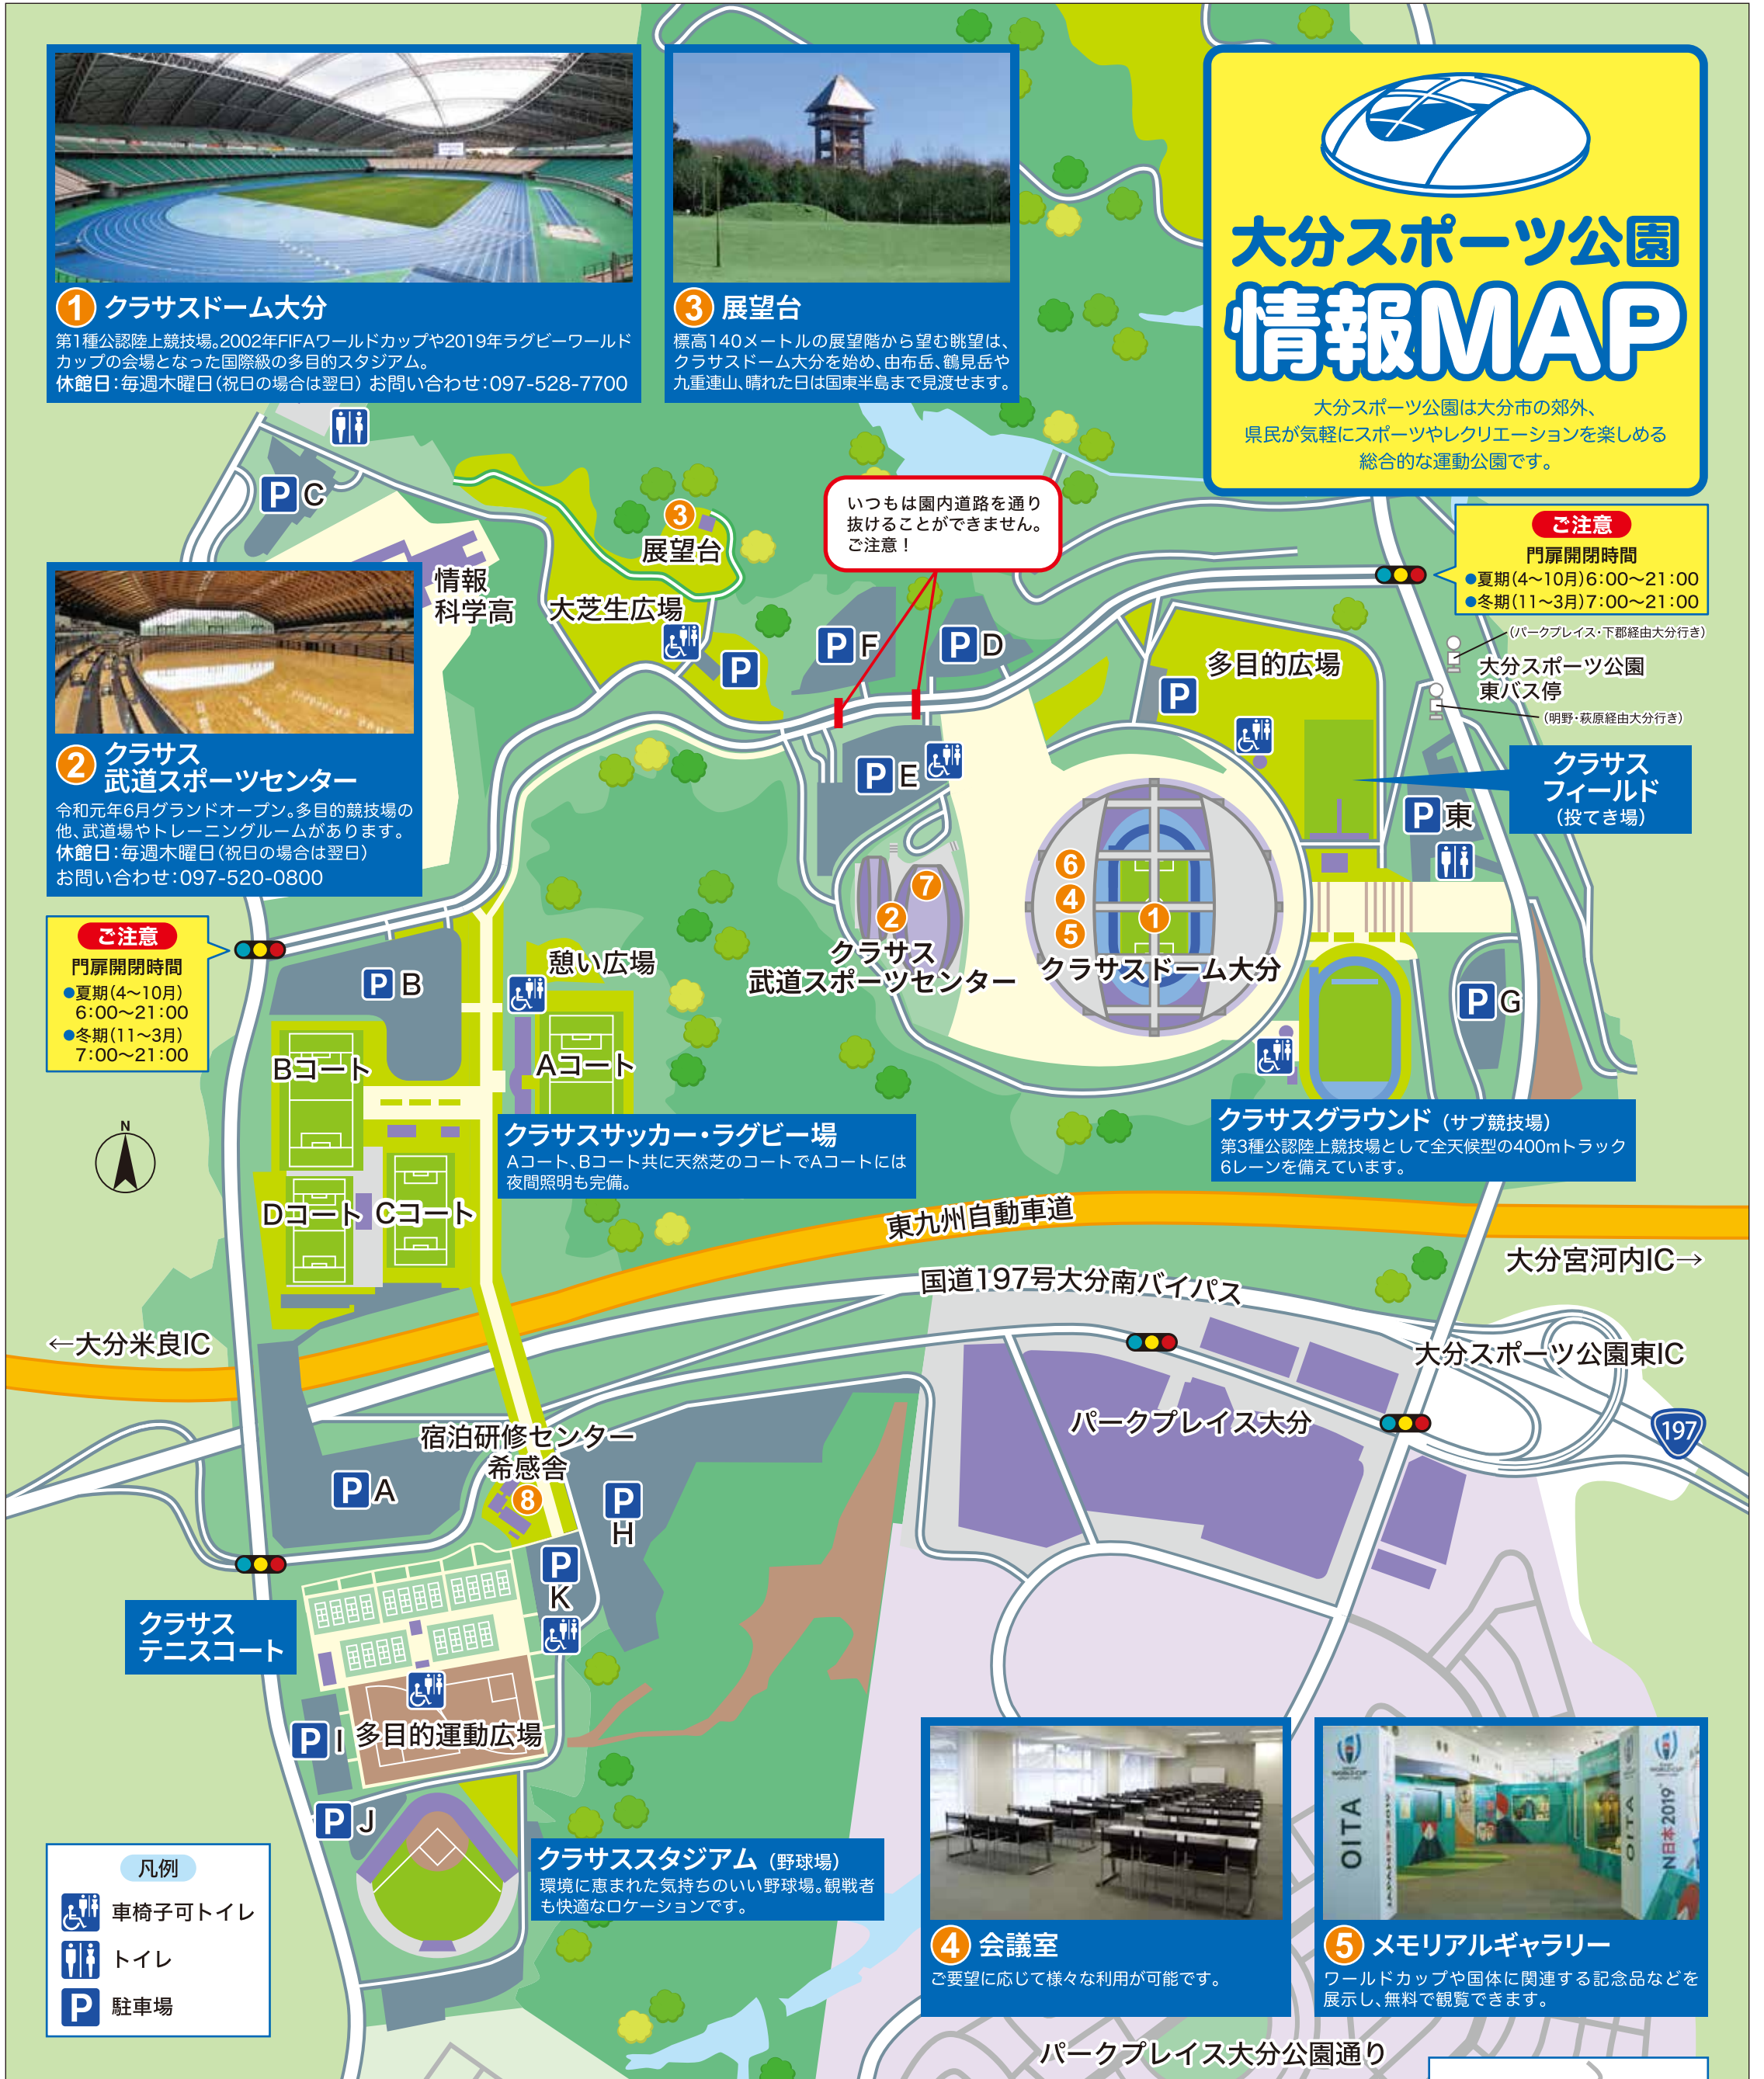 大分スポーツ公園
情報MAP
大分スポーツ公園は大分市の郊外、
県民が気軽にスポーツやレクリエーションを楽しめる
総合的な運動公園です。
1 クラサスドーム大分
第1種公認陸上競技場。2002年FIFAワールドカップや2019年ラグビーワールド
カップの会場となった国際級の多目的スタジアム。
休館日：毎週木曜日（祝日の場合は翌日） お問い合わせ：097-528-7700
3 展望台
標高140メートルの展望階から望む眺望は、
クラサスドーム大分を始め、由布岳、鶴見岳や
九重連山、晴れた日は国東半島まで見渡せます。
P C
3
展望台
いつもは園内道路を通り
抜けることができません。
ご注意！
ご注意
門扉開閉時間
●夏期(4〜10月)6:00〜21:00
●冬期(11〜3月)7:00〜21:00
情報
科学高
大芝生広場
P
P F
P D
多目的広場
P
（パークプレイス・下郡経由大分行き）
大分スポーツ公園
東バス停
（明野・萩原経由大分行き）
2 クラサス
武道スポーツセンター
令和元年6月グランドオープン。多目的競技場の
他、武道場やトレーニングルームがあります。
休館日：毎週木曜日（祝日の場合は翌日）
お問い合わせ：097-520-0800
P E
クラサス
フィールド
（投てき場）
P 東
6
4
5
1
7
2
クラサス
武道スポーツセンター
クラサスドーム大分
ご注意
門扉開閉時間
●夏期(4〜10月)
6:00〜21:00
●冬期(11〜3月)
7:00〜21:00
P B
憩い広場
P G
Bコート
Aコート
クラサスサッカー・ラグビー場
Aコート、Bコート共に天然芝のコートでAコートには
夜間照明も完備。
クラサスグラウンド（サブ競技場）
第3種公認陸上競技場として全天候型の400mトラック
6レーンを備えています。
N
Dコート
Cコート
東九州自動車道
大分宮河内IC→
国道197号大分南バイパス
←大分米良IC
大分スポーツ公園東IC
パークプレイス大分
197
宿泊研修センター
希感舎
8
P A
P
H
P
K
クラサス
テニスコート
P I
多目的運動広場
P J
クラサススタジアム（野球場）
環境に恵まれた気持ちのいい野球場。観戦者
も快適なロケーションです。
凡例
車椅子可トイレ
トイレ
P 駐車場
4 会議室
ご要望に応じて様々な利用が可能です。
OITA
OITA
N日本2019
5 メモリアルギャラリー
ワールドカップや国体に関連する記念品などを
展示し、無料で観覧できます。
パークプレイス大分公園通り